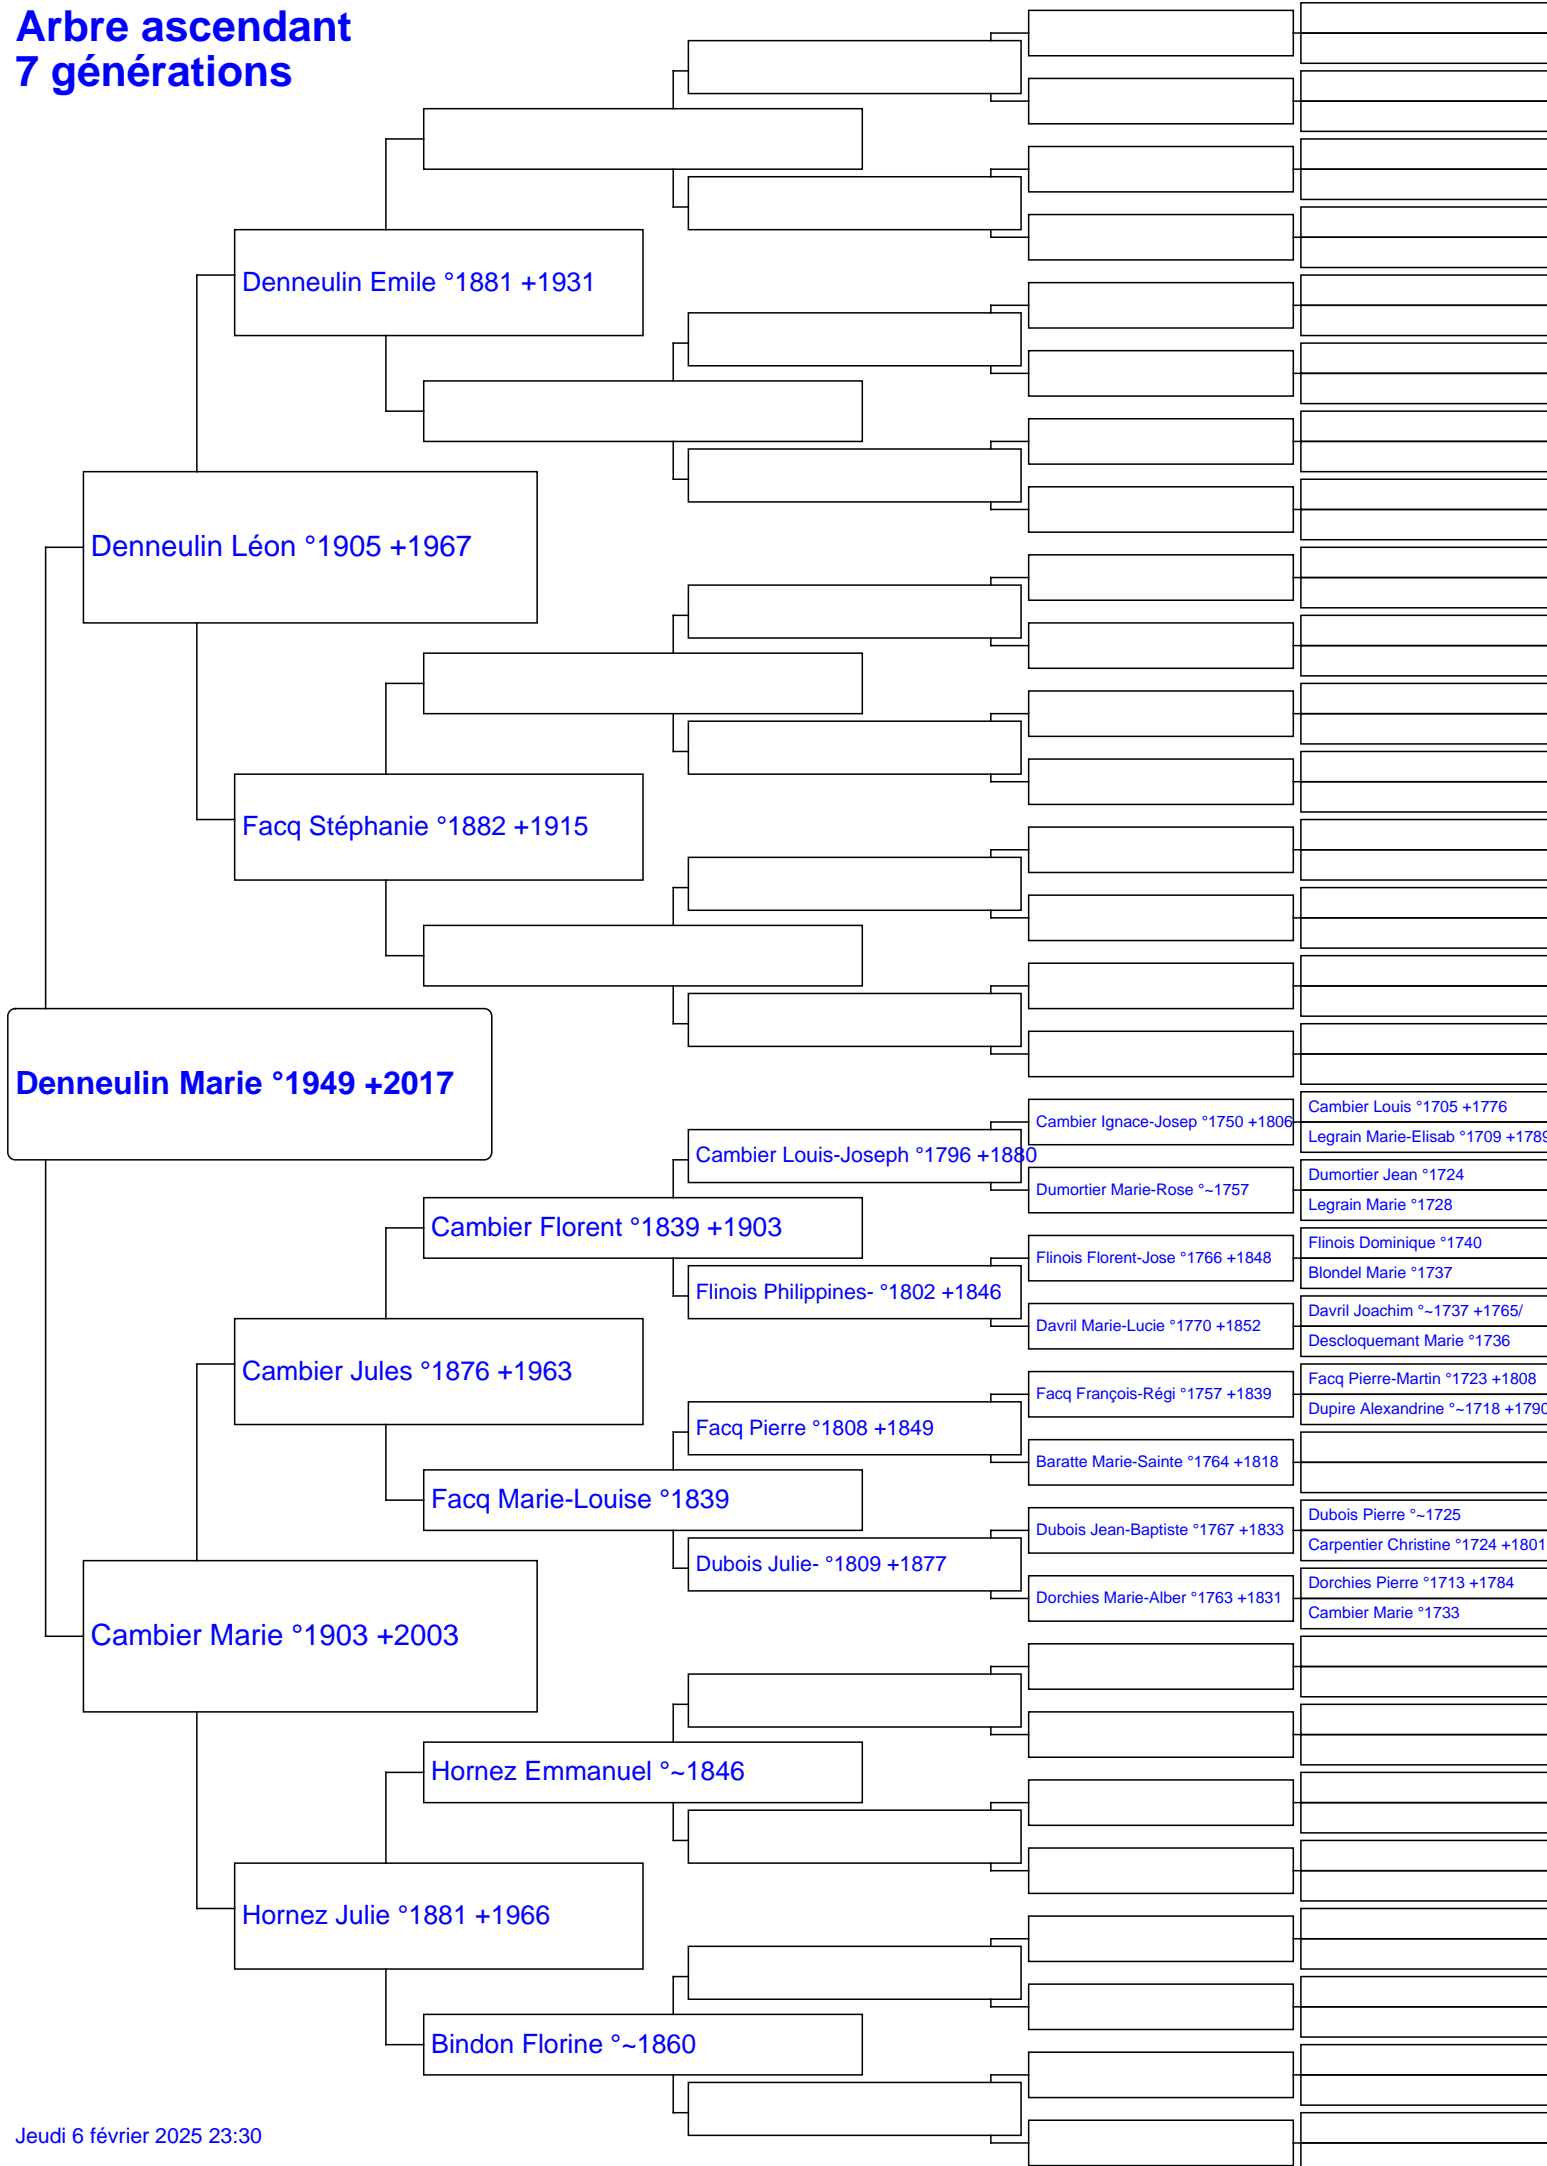 Arbre ascendant
7 générations
Denneulin Emile °1881 +1931
Denneulin Léon °1905 +1967
Facq Stéphanie °1882 +1915
Denneulin Marie °1949 +2017
Cambier Louis °1705 +1776
Cambier Ignace-Josep °1750 +1806
Legrain Marie-Elisab °1709 +1789
Cambier Louis-Joseph °1796 +1880
Dumortier Jean °1724
Dumortier Marie-Rose °~1757
Legrain Marie °1728
Cambier Florent °1839 +1903
Flinois Dominique °1740
Flinois Florent-Jose °1766 +1848
Blondel Marie °1737
Flinois Philippines- °1802 +1846
Davril Joachim °~1737 +1765/
Davril Marie-Lucie °1770 +1852
Descloquemant Marie °1736
Cambier Jules °1876 +1963
Facq Pierre-Martin °1723 +1808
Facq François-Régi °1757 +1839
Dupire Alexandrine °~1718 +1790
Facq Pierre °1808 +1849
Baratte Marie-Sainte °1764 +1818
Facq Marie-Louise °1839
Dubois Pierre °~1725
Dubois Jean-Baptiste °1767 +1833
Carpentier Christine °1724 +1801
Dubois Julie- °1809 +1877
Dorchies Pierre °1713 +1784
Dorchies Marie-Alber °1763 +1831
Cambier Marie °1733
Cambier Marie °1903 +2003
Hornez Emmanuel °~1846
Hornez Julie °1881 +1966
Bindon Florine °~1860
Jeudi 6 février 2025 23:30